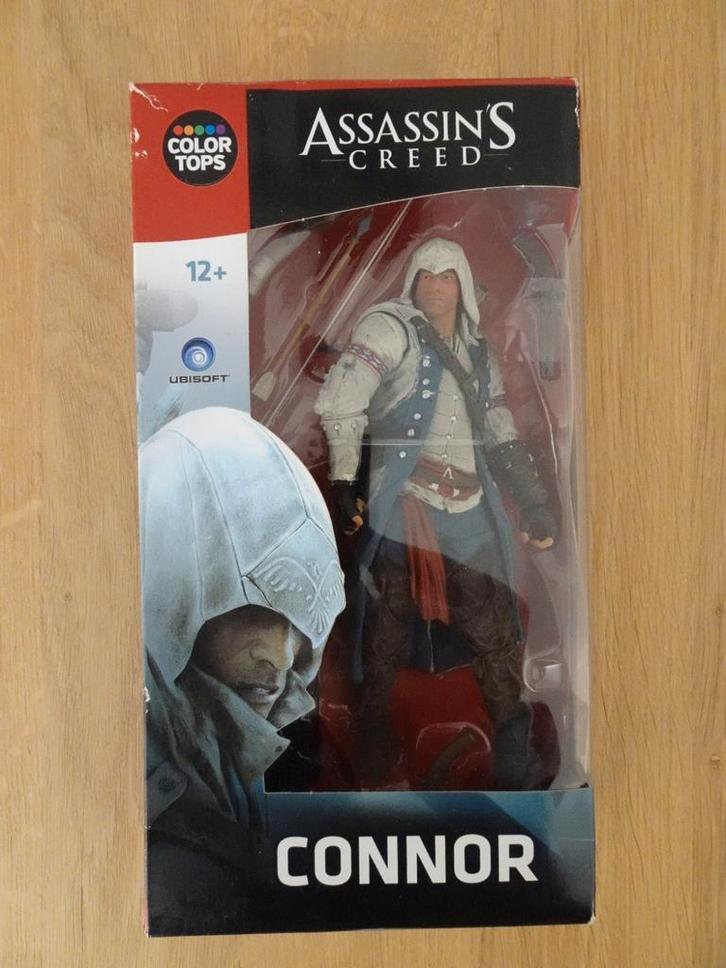 COLOR
TOPS
ASSASSIN'S
CREED
12+
UBISOFT
CONNOR